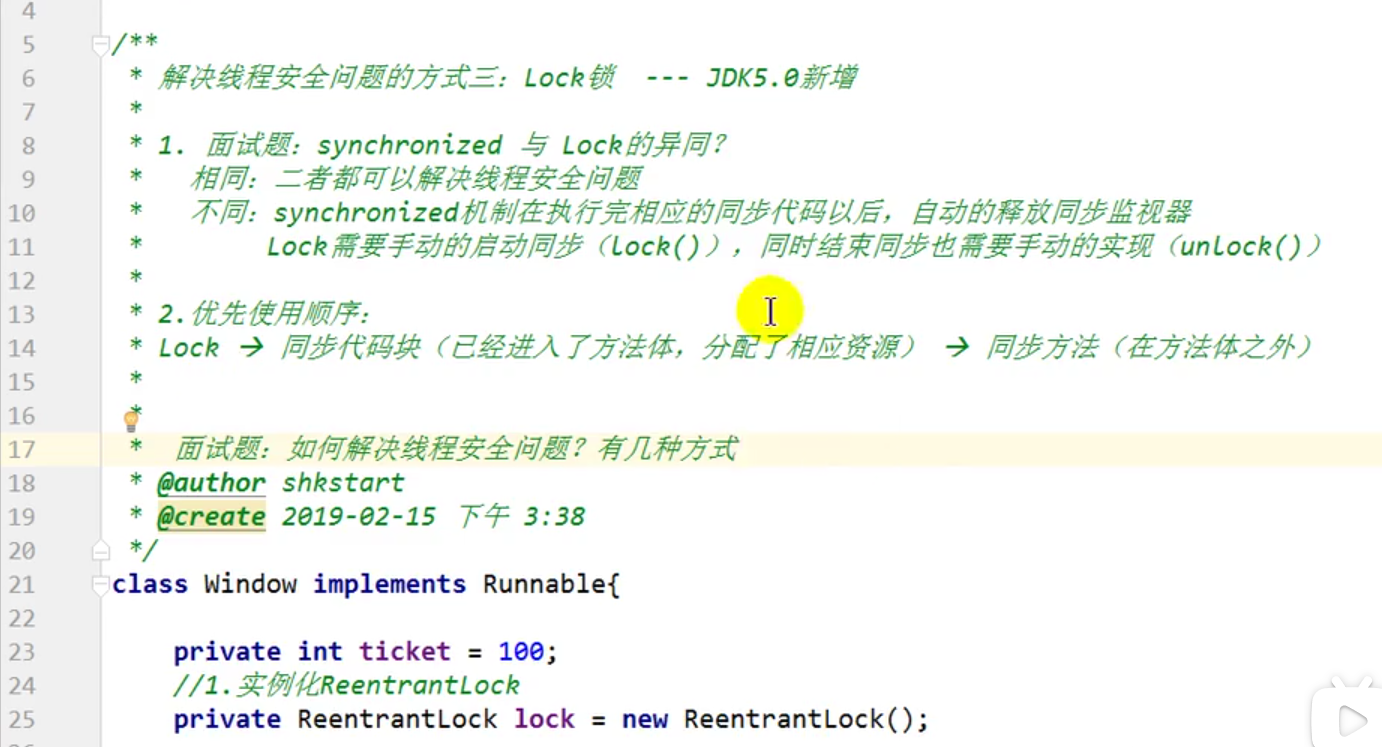 4
5 /**
6 * 解决线程安全问题的方式三：Lock锁 --- JDK5.0新增
7 *
8 * 1. 面试题：synchronized 与 Lock的异同？
9 * 相同：二者都可以解决线程安全问题
10 * 不同：synchronized机制在执行完相应的同步代码以后，自动的释放同步监视器
11 * Lock需要手动的启动同步（lock()），同时结束同步也需要手动的实现（unlock()）
12 *
13 * 2.优先使用顺序：
14 * Lock → 同步代码块（已经进入了方法体，分配了相应资源） → 同步方法（在方法体之外）
15 *
16 *
17 * 面试题：如何解决线程安全问题？有几种方式
18 * @author shkstart
19 * @create 2019-02-15 下午 3:38
20 */
21 class Window implements Runnable{
22
23 private int ticket = 100;
24 //1.实例化ReentrantLock
25 private ReentrantLock lock = new ReentrantLock();